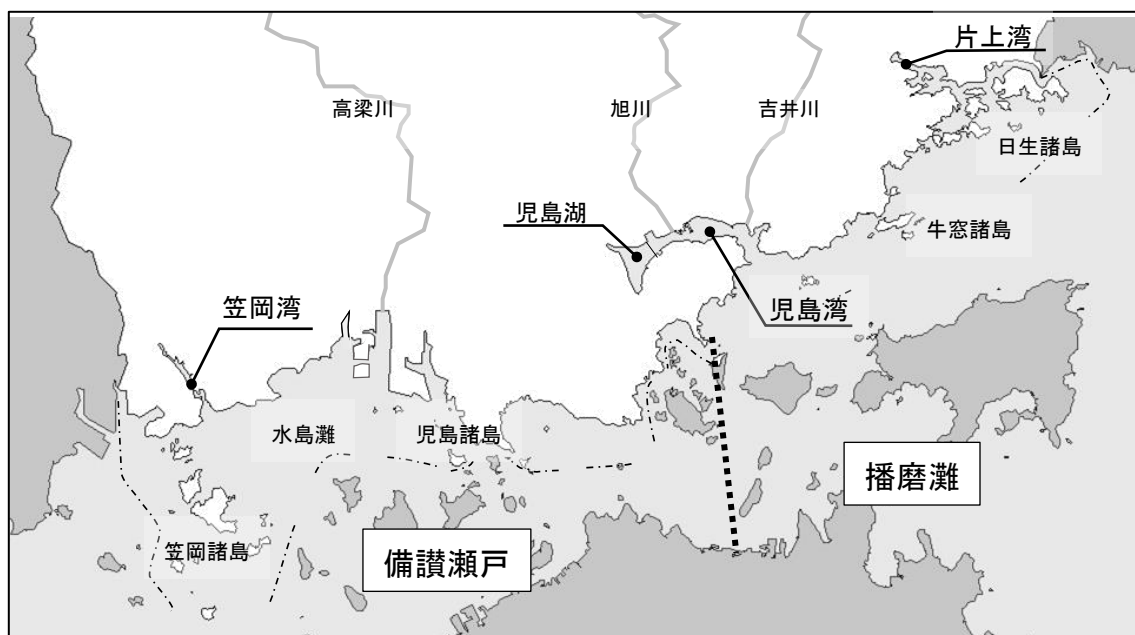 片上湾
高梁川
旭川
吉井川
日生諸島
児島湖
牛窓諸島
笠岡湾
児島湾
水島灘
児島諸島
播磨灘
笠岡諸島
備讃瀬戸